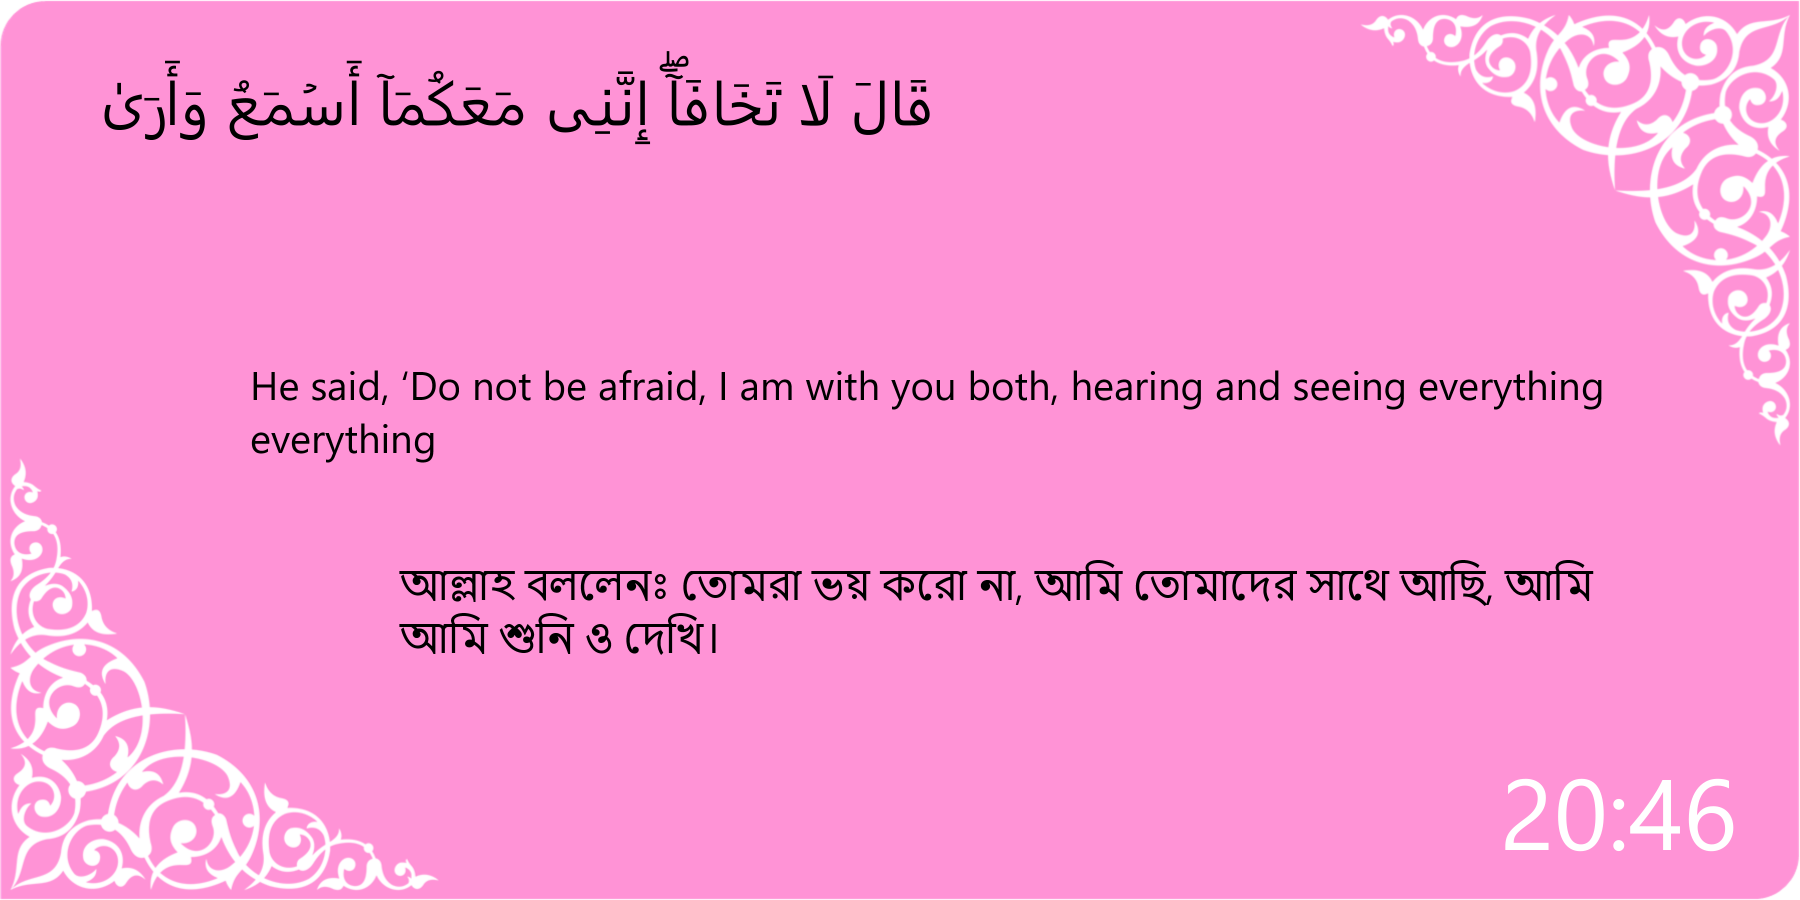 قَالَ لَا تَخَافَآۖ إِنَّنِى مَعَكُمَآ أَسۡمَعُ وَأَرَىٰ
He said, ‘Do not be afraid, I am with you both, hearing and seeing everything
everything
আল্লাহ বললেনঃ তোমরা ভয় করো না, আমি তোমাদের সাথে আছি, আমি
আমি শুনি ও দেখি।
20:46